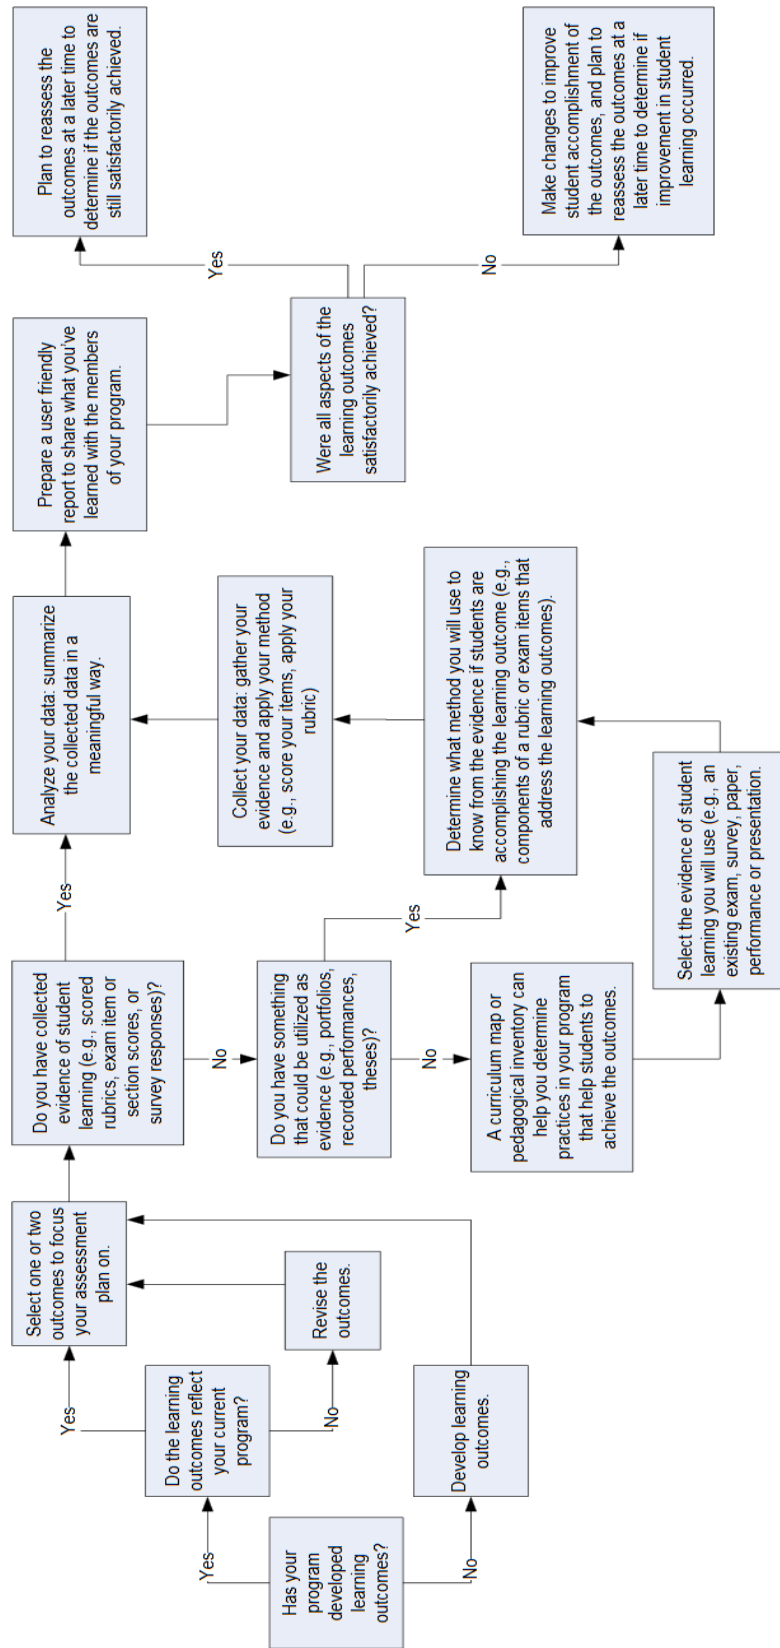 Has your
program
developed
learning
outcomes?
Yes
No
Do the learning
outcomes reflect
your current
program?
Yes
No
Develop learning
outcomes.
Revise the
outcomes.
Select one or two
outcomes to focus
your assessment
plan on.
Do you have collected
evidence of student
learning (e.g., scored
rubrics, exam item or
section scores, or
survey responses)?
Yes
No
Do you have something
that could be utilized as
evidence (e.g., portfolios,
recorded performances,
theses)?
Yes
No
A curriculum map or
pedagogical inventory can
help you determine
practices in your program
that help students to
achieve the outcomes.
Select the evidence of student
learning you will use (e.g., an
existing exam, survey, paper,
performance or presentation.
Determine what method you will use to
know from the evidence if students are
accomplishing the learning outcome (e.g.,
components of a rubric or exam items that
address the learning outcomes).
Collect your data: gather your
evidence and apply your method
(e.g., score your items, apply your
rubric)
Analyze your data: summarize
the collected data in a
meaningful way.
Prepare a user friendly
report to share what you've
learned with the members
of your program.
Were all aspects of the
learning outcomes
satisfactorily achieved?
Yes
No
Plan to reassess the
outcomes at a later time to
determine if the outcomes are
still satisfactorily achieved.
Make changes to improve
student accomplishment of
the outcomes, and plan to
reassess the outcomes at a
later time to determine if
improvement in student
learning occurred.